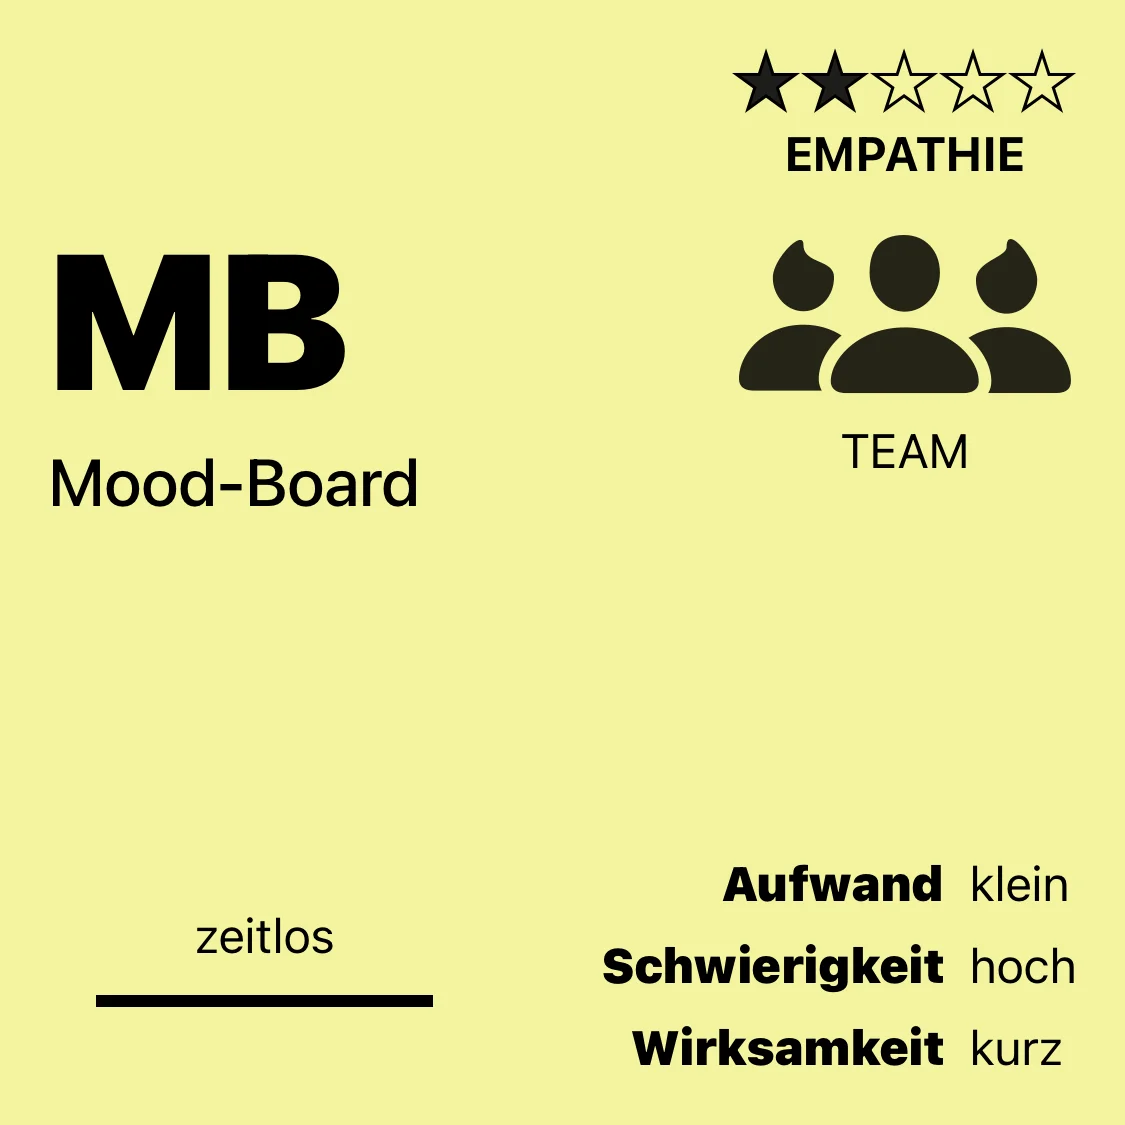 ★★☆☆☆
EMPATHIE
MB
Mood-Board
TEAM
zeitlos
Aufwand klein
Schwierigkeit hoch
Wirksamkeit kurz